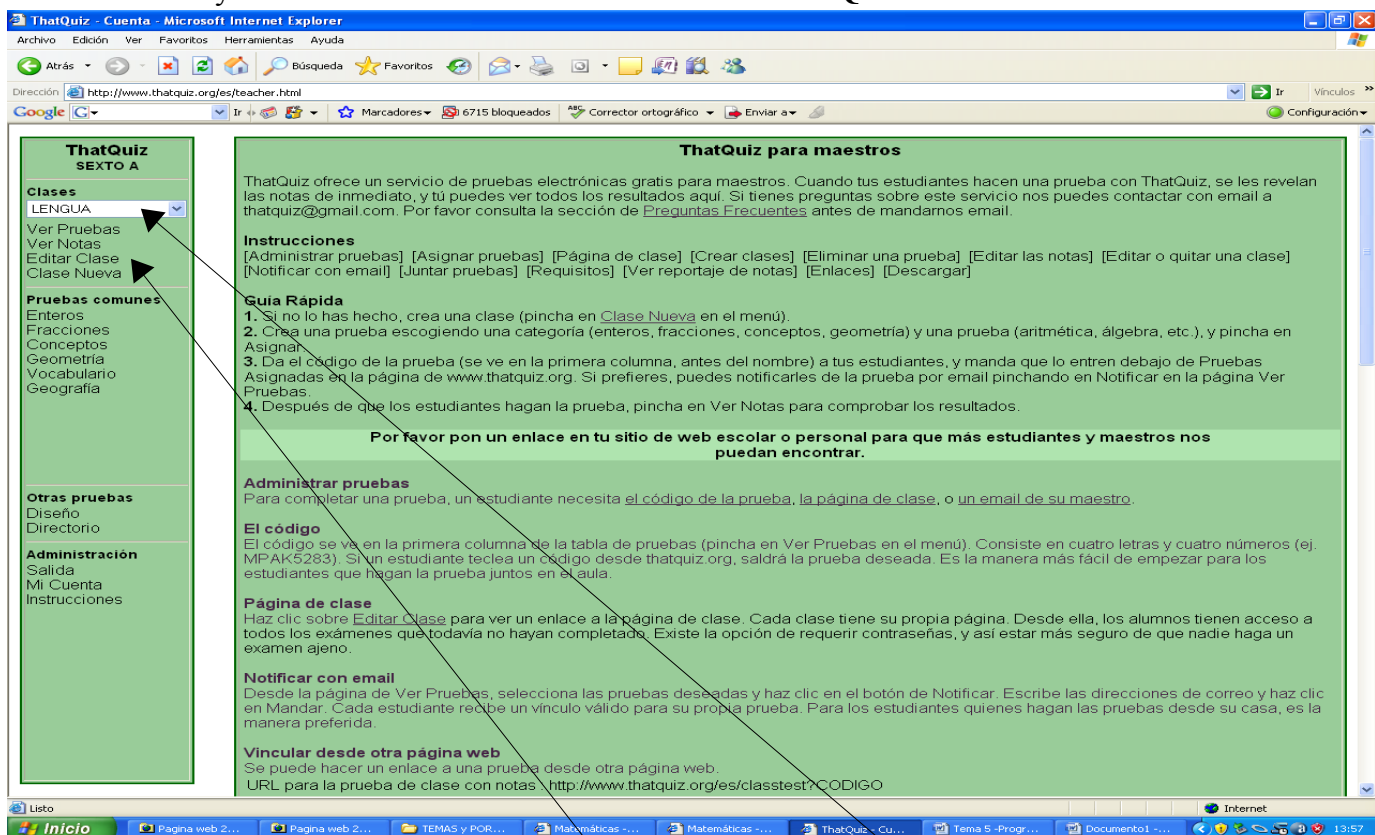 ThatQuiz - Cuenta - Microsoft Internet Explorer
Archivo Edición Ver Favoritos Herramientas Ayuda
Atrás Búsqueda Favoritos
Dirección http://www.thatquiz.org/es/teacher.html Ir Vínculos »
Google G Ir Marcadores 6715 bloqueados Corrector ortográfico Enviar a Configuración
ThatQuiz
SEXTO A
Clases
LENGUA
Ver Pruebas
Ver Notas
Editar Clase
Clase Nueva
Pruebas comunes
Enteros
Fracciones
Conceptos
Geometría
Vocabulario
Geografía
Otras pruebas
Diseño
Directorio
Administración
Salida
Mi Cuenta
Instrucciones
ThatQuiz para maestros
ThatQuiz ofrece un servicio de pruebas electrónicas gratis para maestros. Cuando tus estudiantes hacen una prueba con ThatQuiz, se les revelan
las notas de inmediato, y tú puedes ver todos los resultados aquí. Si tienes preguntas sobre este servicio nos puedes contactar con email a
thatquiz@gmail.com. Por favor consulta la sección de Preguntas Frecuentes antes de mandarnos email.
Instrucciones
[Administrar pruebas] [Asignar pruebas] [Página de clase] [Crear clases] [Eliminar una prueba] [Editar las notas] [Editar o quitar una clase]
[Notificar con email] [Juntar pruebas] [Requisitos] [Ver reportaje de notas] [Enlaces] [Descargar]
Guía Rápida
1. Si no lo has hecho, crea una clase (pincha en Clase Nueva en el menú).
2. Crea una prueba escogiendo una categoría (enteros, fracciones, conceptos, geometría) y una prueba (aritmética, álgebra, etc.), y pincha en
Asignar.
3. Da el código de la prueba (se ve en la primera columna, antes del nombre) a tus estudiantes, y manda que lo entren debajo de Pruebas
Asignadas en la página de www.thatquiz.org. Si prefieres, puedes notificarles de la prueba por email pinchando en Notificar en la página Ver
Pruebas.
4. Después de que los estudiantes hagan la prueba, pincha en Ver Notas para comprobar los resultados.
Por favor pon un enlace en tu sitio de web escolar o personal para que más estudiantes y maestros nos
puedan encontrar.
Administrar pruebas
Para completar una prueba, un estudiante necesita el código de la prueba, la página de clase, o un email de su maestro.
El código
El código se ve en la primera columna de la tabla de pruebas (pincha en Ver Pruebas en el menú). Consiste en cuatro letras y cuatro números (ej.
MPAK5283). Si un estudiante teclea un código desde thatquiz.org, saldrá la prueba deseada. Es la manera más fácil de empezar para los
estudiantes que hagan la prueba juntos en el aula.
Página de clase
Haz clic sobre Editar Clase para ver un enlace a la página de clase. Cada clase tiene su propia página. Desde ella, los alumnos tienen acceso a
todos los exámenes que todavía no hayan completado. Existe la opción de requerir contraseñas, y así estar más seguro de que nadie haga un
examen ajeno.
Notificar con email
Desde la página de Ver Pruebas, selecciona las pruebas deseadas y haz clic en el botón de Notificar. Escribe las direcciones de correo y haz clic
en Mandar. Cada estudiante recibe un vínculo válido para su propia prueba. Para los estudiantes quienes hagan las pruebas desde su casa, es la
manera preferida.
Vincular desde otra página web
Se puede hacer un enlace a una prueba desde otra página web.
URL para la prueba de clase con notas : http://www.thatquiz.org/es/classtest?CODIGO
Listo Internet
Inicio Pagina web 2... Pagina web 2... TEMAS y POR... Matemáticas -... Matemáticas -... ThatQuiz - Cu... Tema 5 -Progr... Documento1 -... 13:57